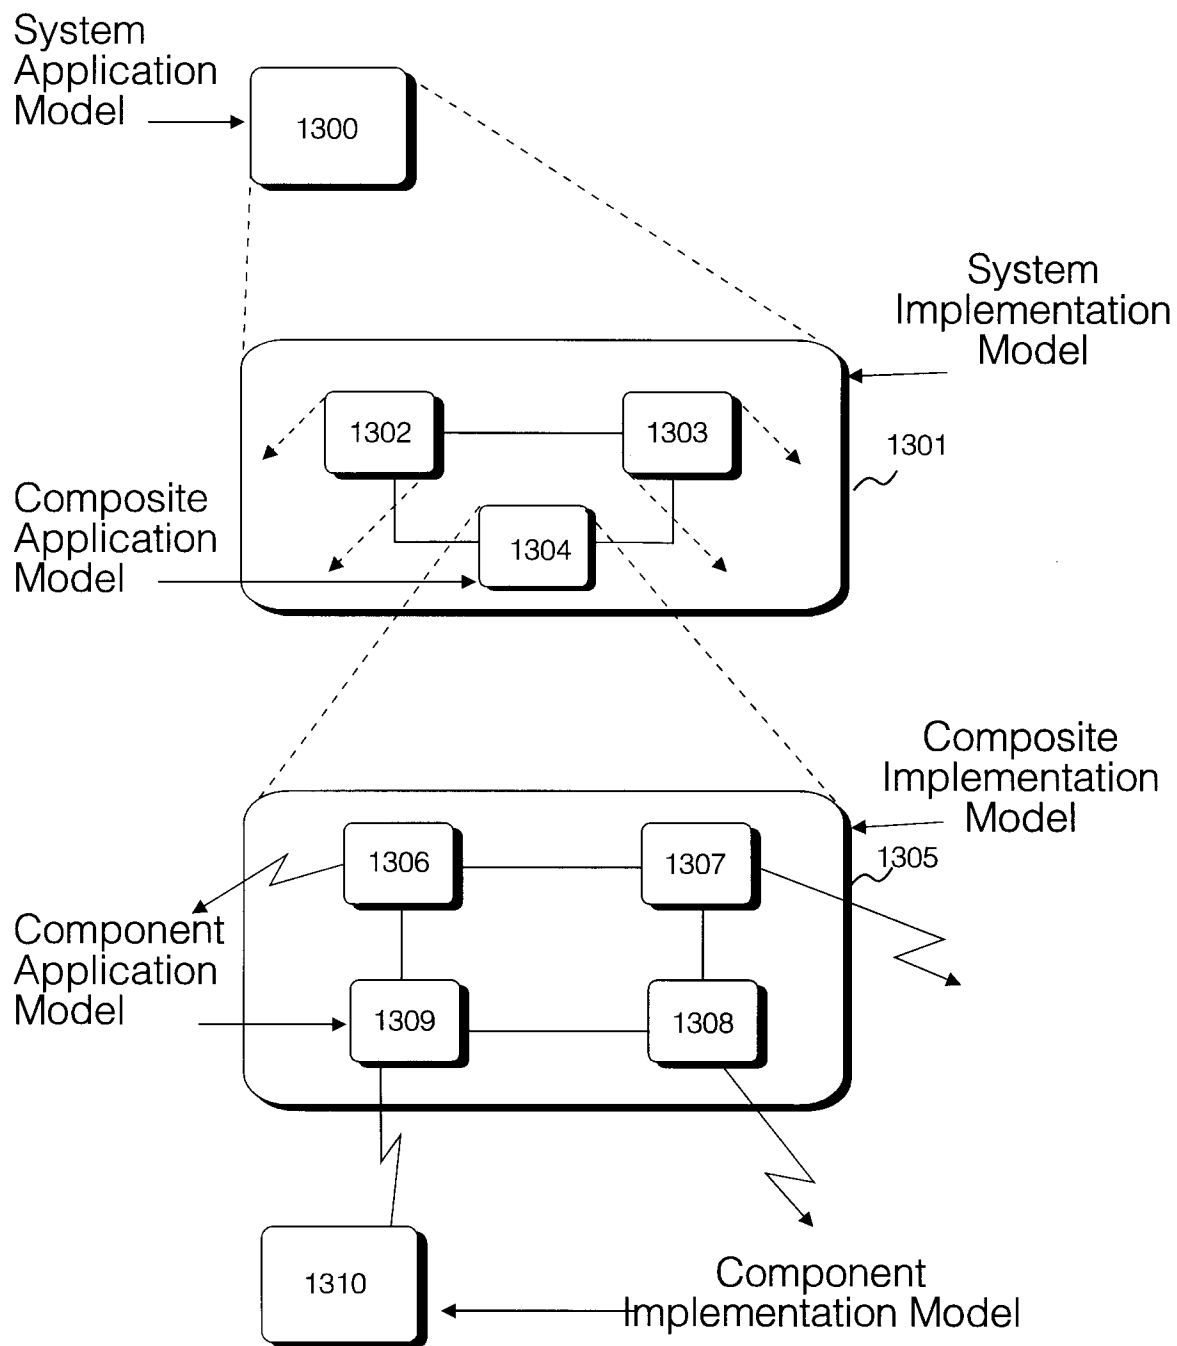 System
Application
Model
1300
System
Implementation
Model
1302
1303
1301
Composite
Application
Model
1304
Composite
Implementation
Model
1306
1307
1305
Component
Application
Model
1309
1308
1310
Component
Implementation Model